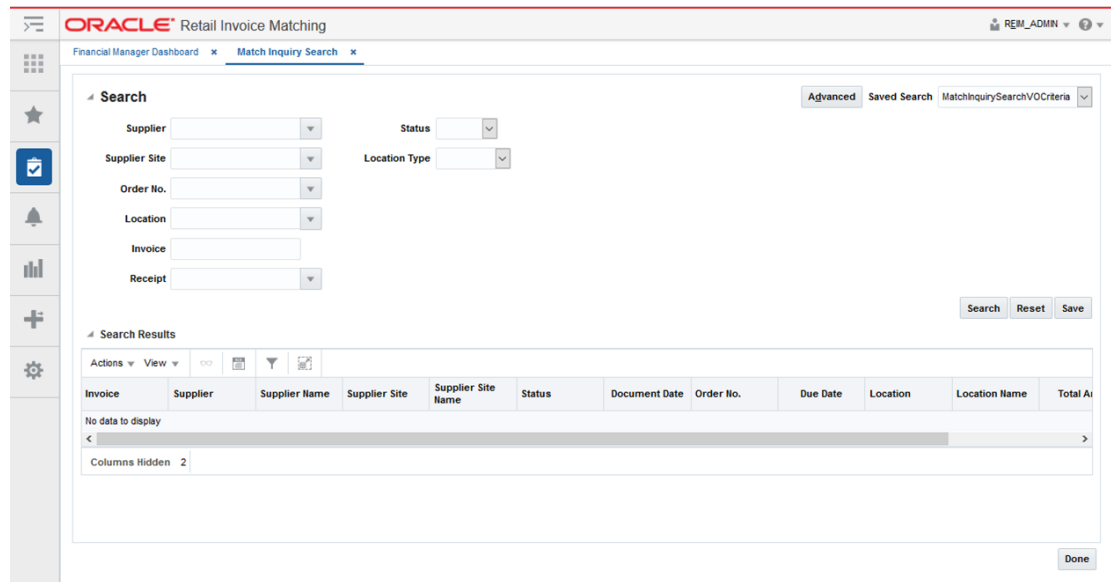 ORACLE® Retail Invoice Matching REIM_ADMIN
Financial Manager Dashboard × Match Inquiry Search ×
Search Advanced Saved Search MatchInquirySearchVOCriteria
Supplier Status
Supplier Site Location Type
Order No.
Location
Invoice
Receipt
Search Reset Save
Search Results
Actions View
Invoice Supplier Supplier Name Supplier Site Supplier Site Name Status Document Date Order No. Due Date Location Location Name Total
No data to display
Columns Hidden 2
Done